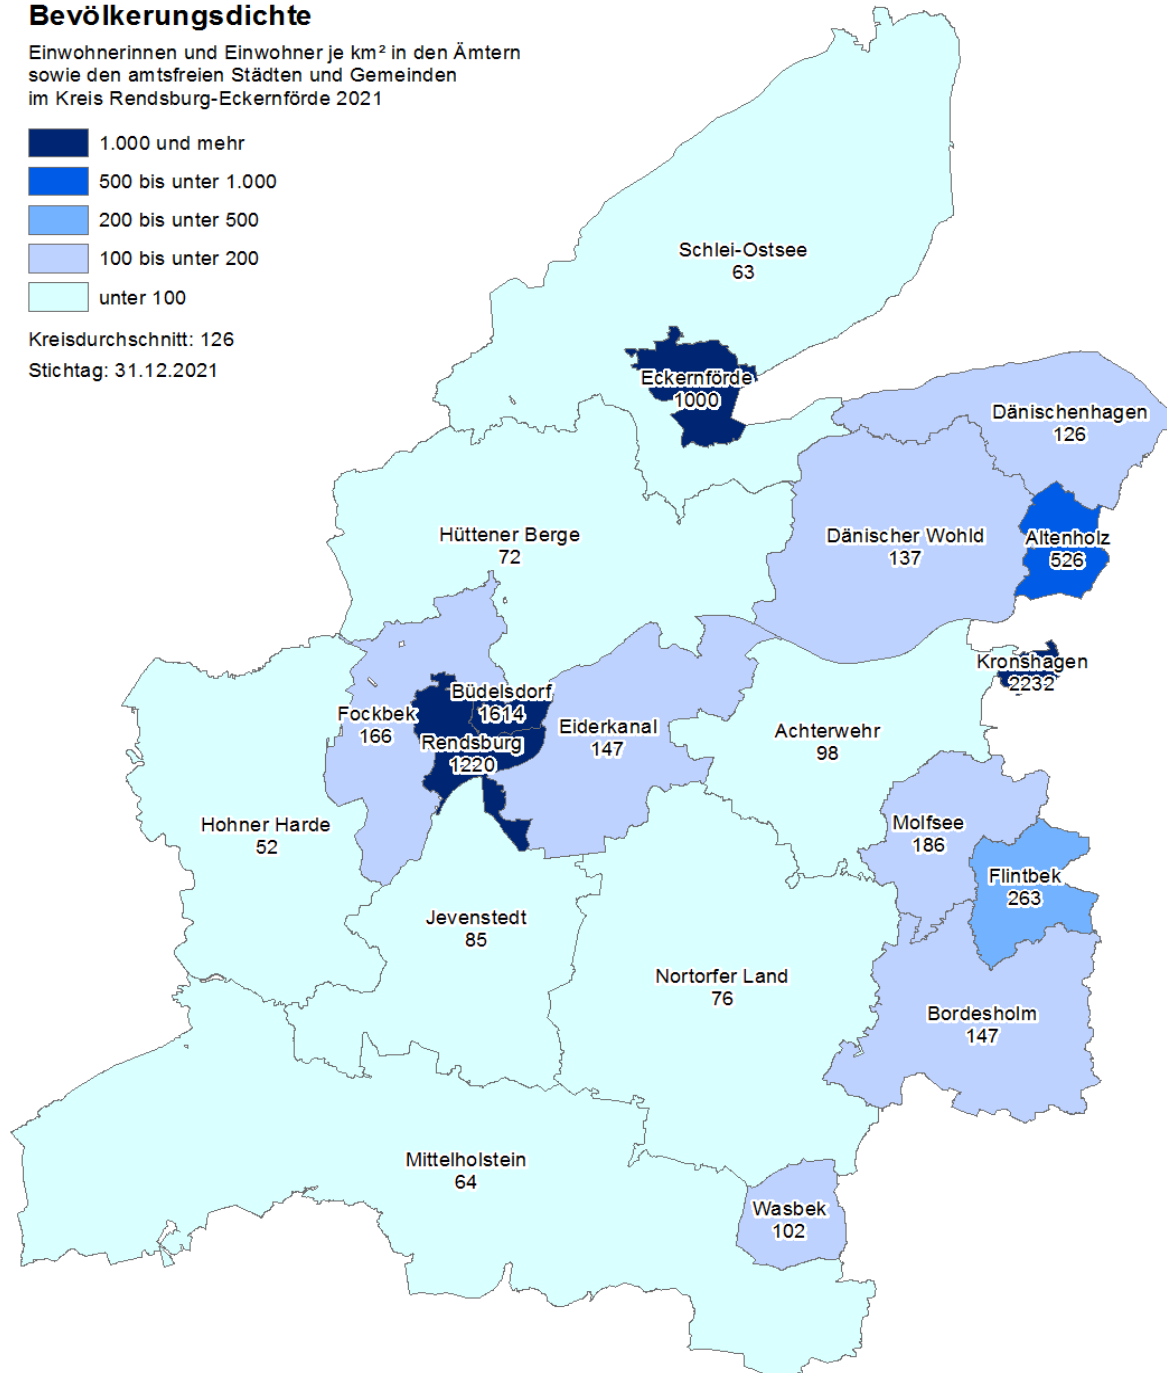 Bevölkerungsdichte
Einwohnerinnen und Einwohner je km² in den Ämtern
sowie den amtsfreien Städten und Gemeinden
im Kreis Rendsburg-Eckernförde 2021
1.000 und mehr
500 bis unter 1.000
200 bis unter 500
100 bis unter 200
unter 100
Kreisdurchschnitt: 126
Stichtag: 31.12.2021
Schlei-Ostsee
63
Eckernförde
1000
Dänischenhagen
126
Hüttener Berge
72
Dänischer Wohld
137
Altenholz
526
Kronshagen
2232
Büdelsdorf
1614
Fockbek
166
Rendsburg
1220
Eiderkanal
147
Achterwehr
98
Hohner Harde
52
Molfsee
186
Flintbek
263
Jevenstedt
85
Nortorfer Land
76
Bordesholm
147
Mittelholstein
64
Wasbek
102